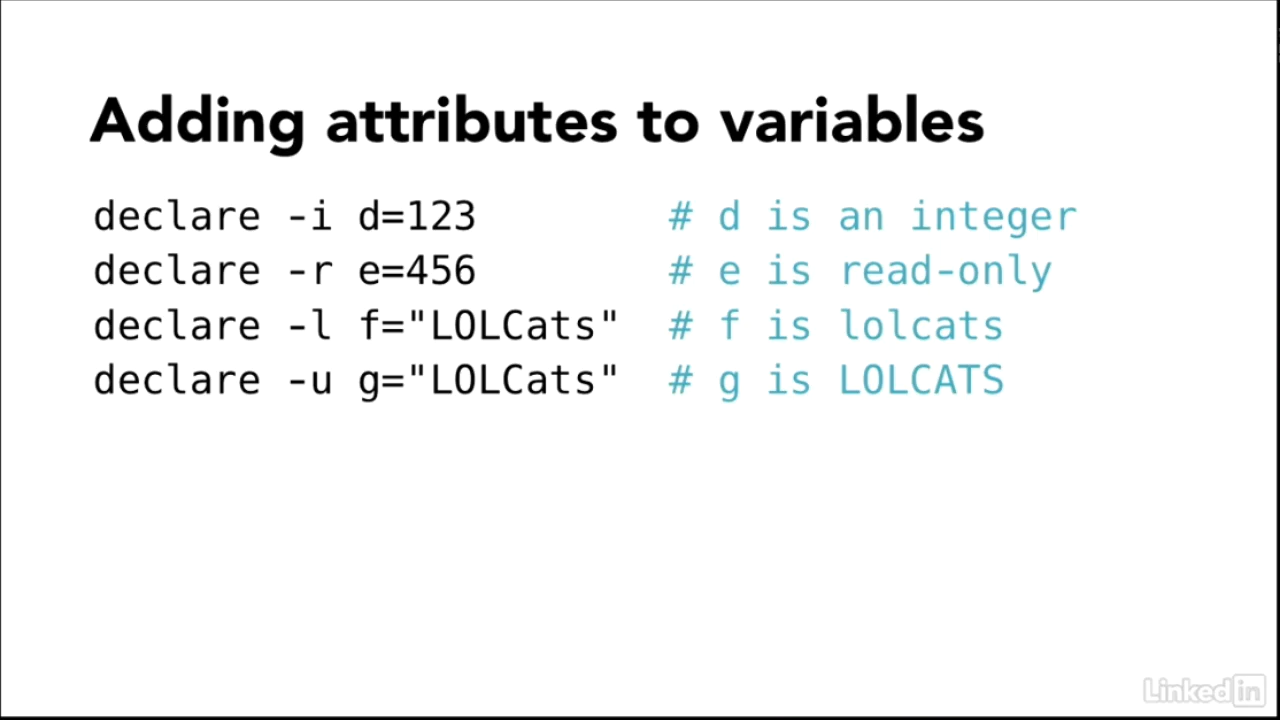 Adding attributes to variables
declare -i d=123 # d is an integer
declare -r e=456 # e is read-only
declare -l f="LOLCats" # f is lolcats
declare -u g="LOLCats" # g is LOLCATS
Linked in